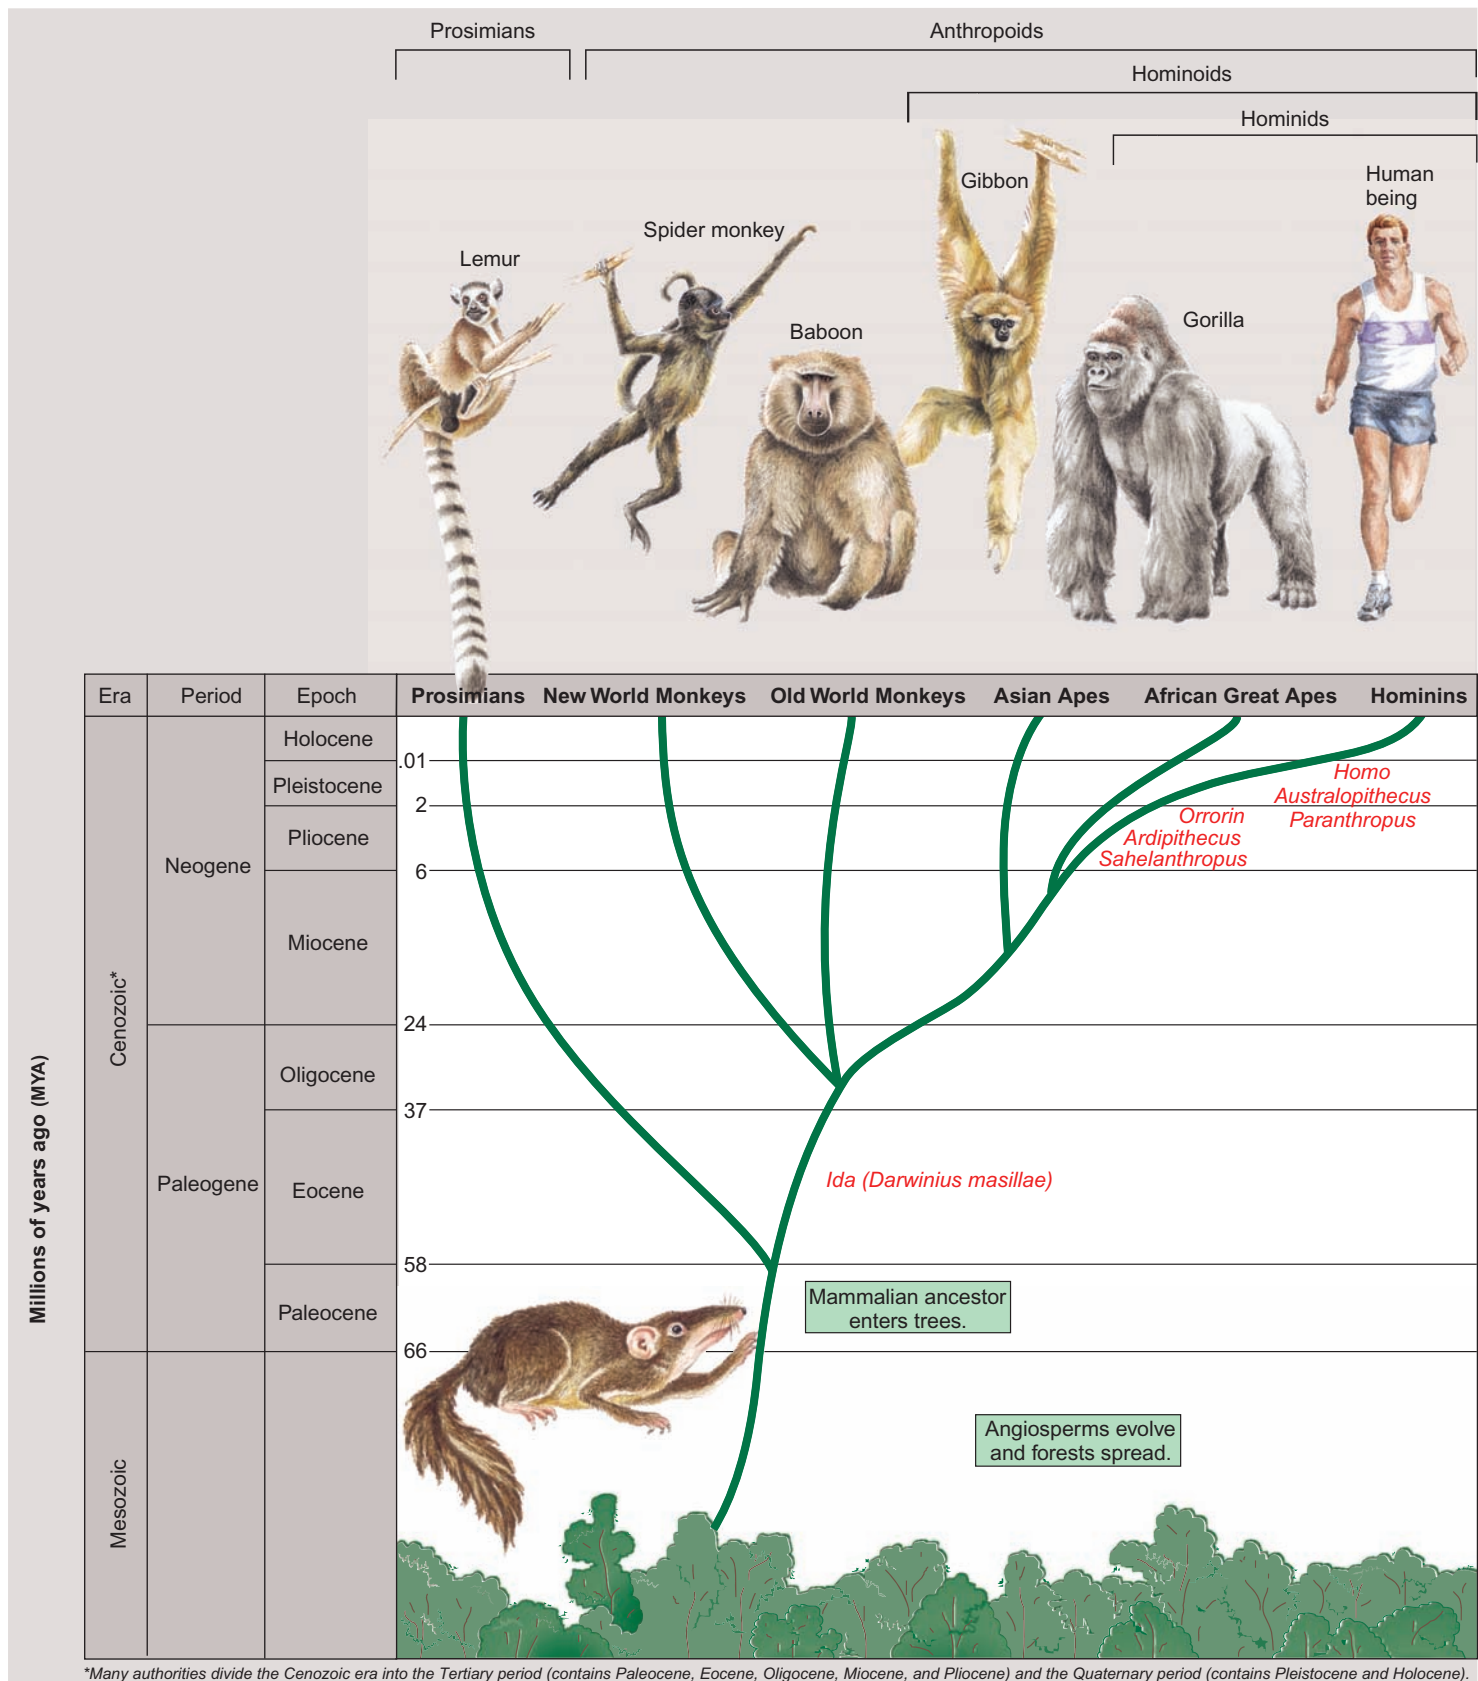 Prosimians
Anthropoids
Hominoids
Hominids
Human
being
Gibbon
Spider monkey
Lemur
Gorilla
Baboon
Era
Period
Epoch
Prosimians
New World Monkeys
Old World Monkeys
Asian Apes
African Great Apes
Hominins
Holocene
.01
Pleistocene
Homo
Australopithecus
Paranthropus
2
Orrorin
Ardipithecus
Sahelanthropus
Pliocene
Neogene
6
Miocene
Cenozoic*
24
Oligocene
Millions of years ago (MYA)
37
Paleogene
Eocene
Ida (Darwinius masillae)
58
Mammalian ancestor
enters trees.
Paleocene
66
Angiosperms evolve
and forests spread.
Mesozoic
*Many authorities divide the Cenozoic era into the Tertiary period (contains Paleocene, Eocene, Oligocene, Miocene, and Pliocene) and the Quaternary period (contains Pleistocene and Holocene).